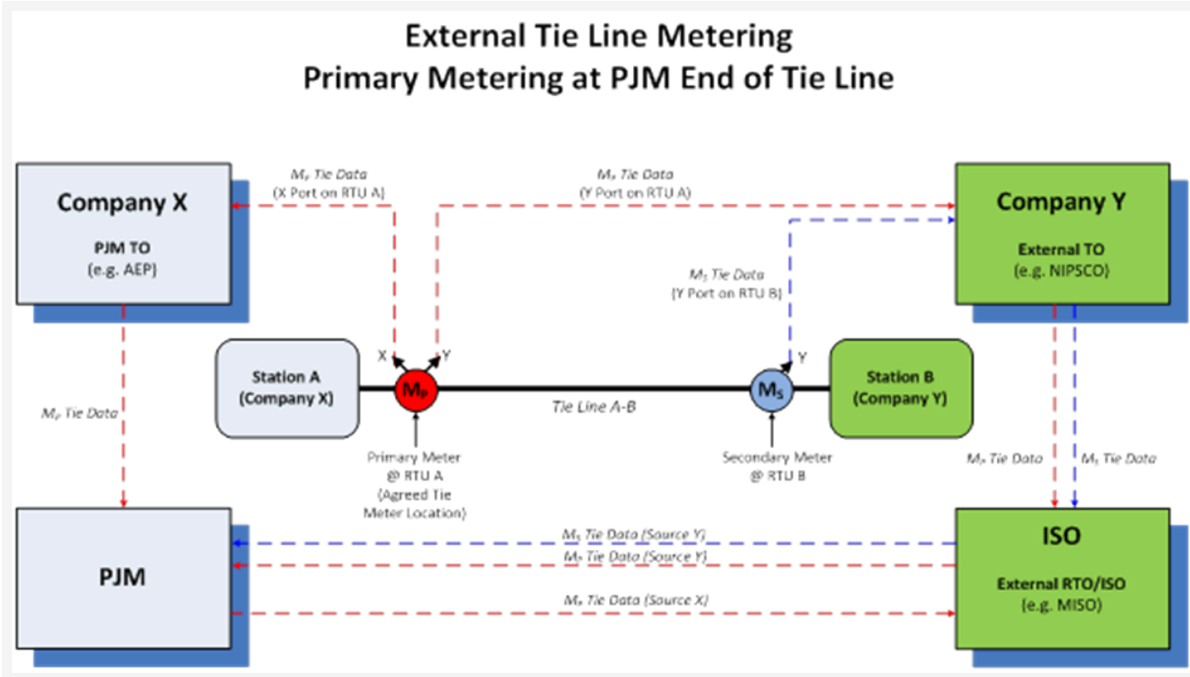 External Tie Line Metering
Primary Metering at PJM End of Tie Line
Company X
PJM TO
(e.g. AEP)
Mₚ Tie Data
(X Port on RTU A)
Mₚ Tie Data
(Y Port on RTU A)
Company Y
External TO
(e.g. NIPSCO)
Mₛ Tie Data
(Y Port on RTU B)
Station A
(Company X)
X
Y
Mₚ
Tie Line A-B
Y
Mₛ
Station B
(Company Y)
Mₚ Tie Data
Primary Meter
@ RTU A
(Agreed Tie
Meter Location)
Secondary Meter
@ RTU B
Mₚ Tie Data
Mₛ Tie Data
PJM
Mₛ Tie Data (Source Y)
Mₚ Tie Data (Source Y)
Mₚ Tie Data (Source X)
ISO
External RTO/ISO
(e.g. MISO)